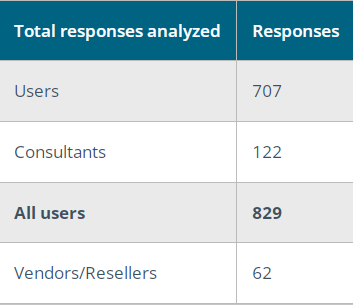 Total responses analyzed Responses
Users 707
Consultants 122
All users 829
Vendors/Resellers 62